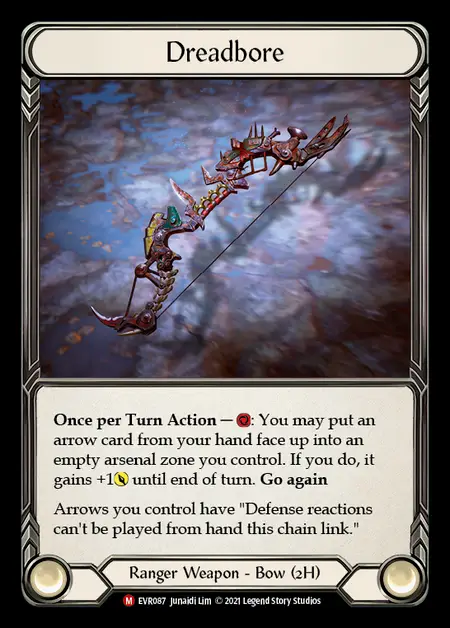 Dreadbore
Once per Turn Action — : You may put an
arrow card from your hand face up into an
empty arsenal zone you control. If you do, it
gains +1 until end of turn. Go again
Arrows you control have "Defense reactions
can't be played from hand this chain link."
Ranger Weapon - Bow (2H)
M EVR087 Junaidi Lim © 2021 Legend Story Studios